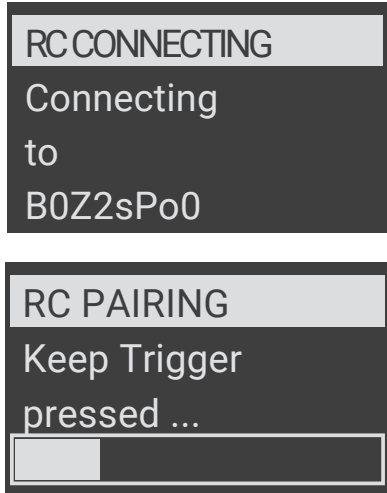 RC CONNECTING
Connecting
to
B0Z2sPo0
RC PAIRING
Keep Trigger
pressed ...